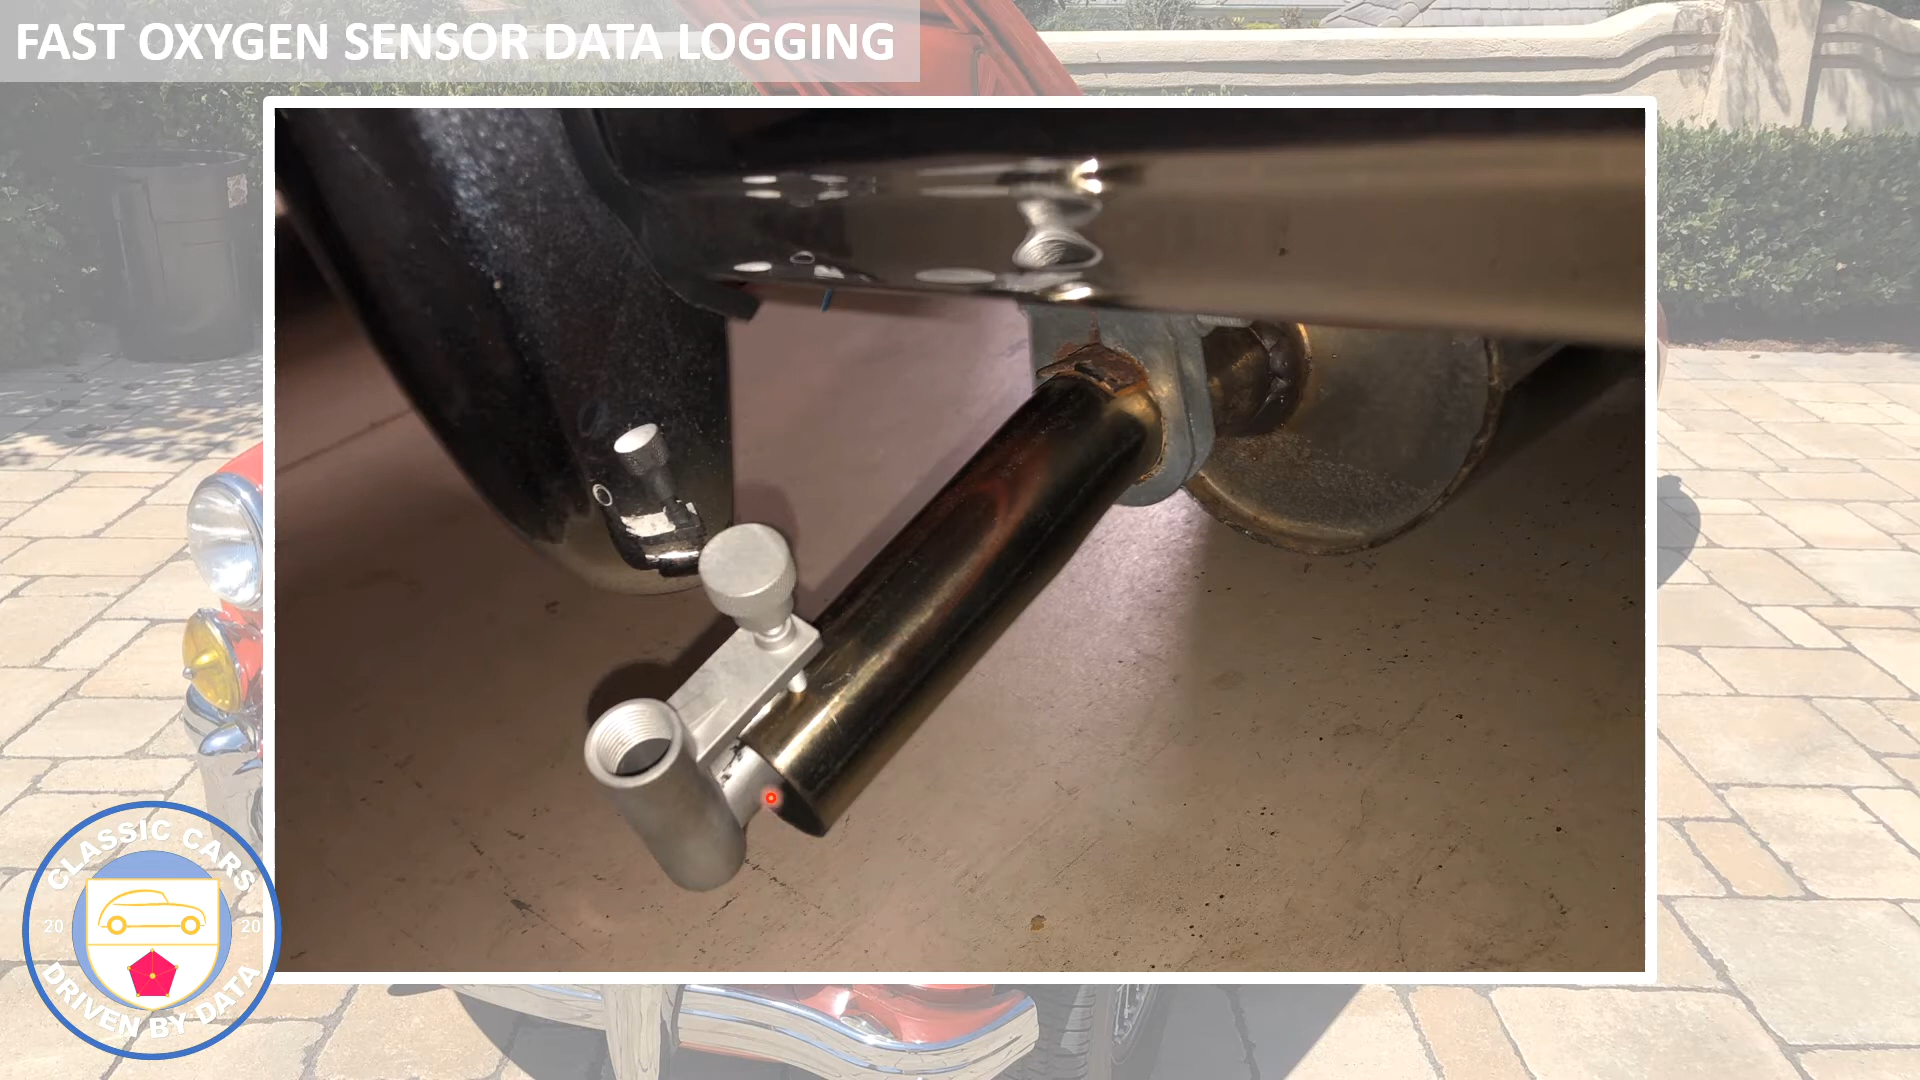 FAST OXYGEN SENSOR DATA LOGGING
CLASSIC CARS
20 20
DRIVEN BY DATA